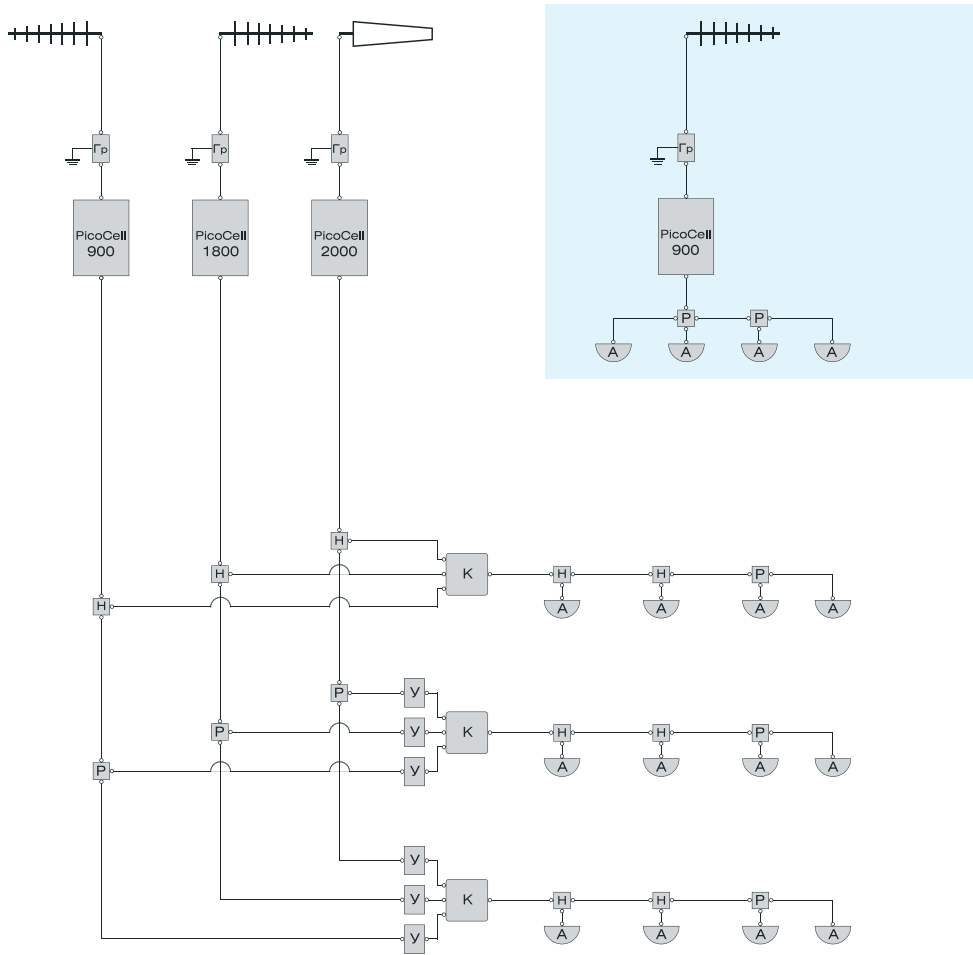 Гр
Гр
Гр
Гр
PicoCell
900
PicoCell
1800
PicoCell
2000
PicoCell
900
Р
Р
А
А
А
А
Н
Н
К
Н
Н
Р
Н
А
А
А
А
Р
У
Р
У
К
Н
Н
Р
Р
У
А
А
А
А
У
У
К
Н
Н
Р
У
А
А
А
А